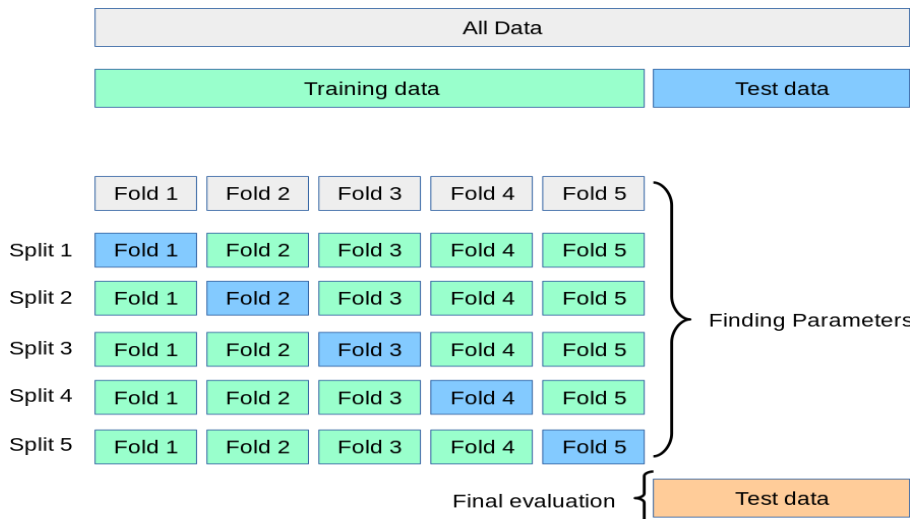 All Data
Training data Test data
Fold 1 Fold 2 Fold 3 Fold 4 Fold 5
Split 1 Fold 1 Fold 2 Fold 3 Fold 4 Fold 5
Split 2 Fold 1 Fold 2 Fold 3 Fold 4 Fold 5
Finding Parameters
Split 3 Fold 1 Fold 2 Fold 3 Fold 4 Fold 5
Split 4 Fold 1 Fold 2 Fold 3 Fold 4 Fold 5
Split 5 Fold 1 Fold 2 Fold 3 Fold 4 Fold 5
Final evaluation Test data